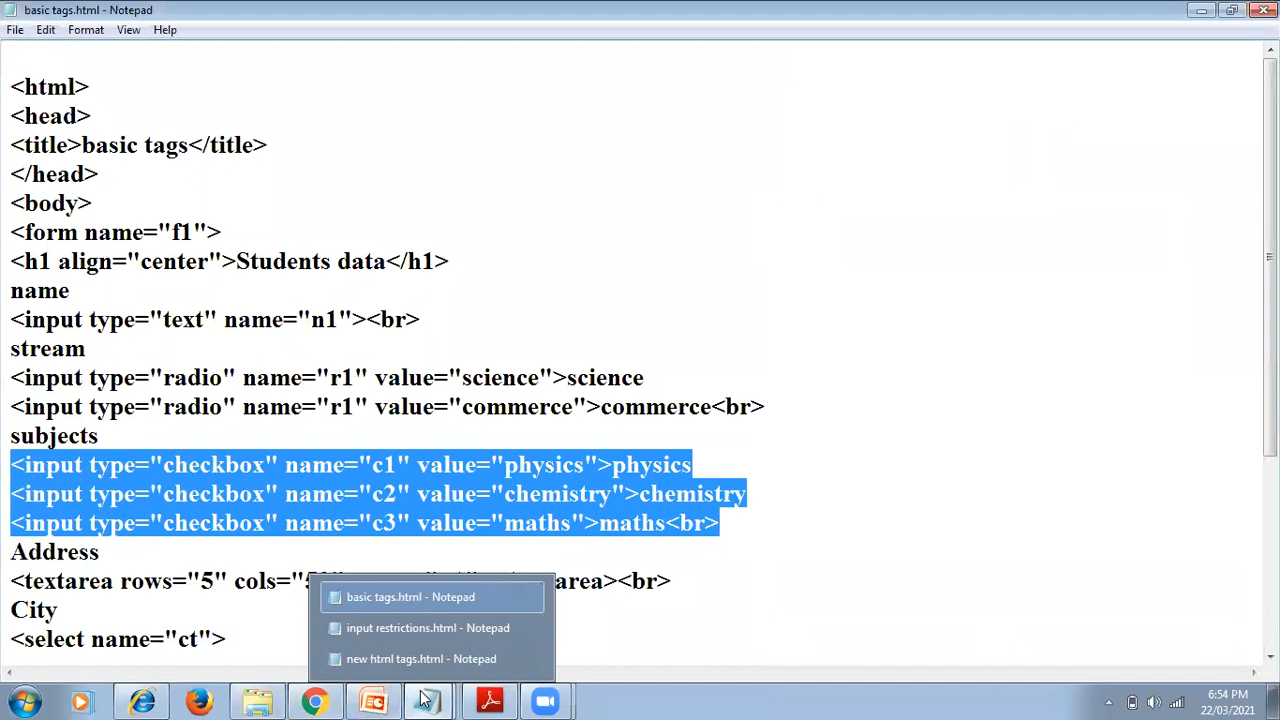 basic tags.html - Notepad
File Edit Format View Help
<html>
<head>
<title>basic tags</title>
</head>
<body>
<form name="f1">
<h1 align="center">Students data</h1>
name
<input type="text" name="n1"><br>
stream
<input type="radio" name="r1" value="science">science
<input type="radio" name="r1" value="commerce">commerce<br>
subjects
<input type="checkbox" name="c1" value="physics">physics
<input type="checkbox" name="c2" value="chemistry">chemistry
<input type="checkbox" name="c3" value="maths">maths<br>
Address
<textarea rows="5" cols=" area><br>
City
<select name="ct">
basic tags.html - Notepad
input restrictions.html - Notepad
new html tags.html - Notepad
6:54 PM
22/03/2021